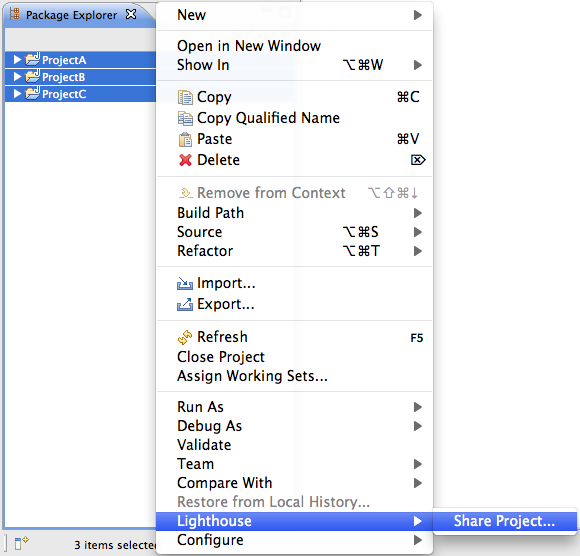 Package Explorer
ProjectA
ProjectB
ProjectC
New
Open in New Window
Show In ⌥⌘W
Copy ⌘C
Copy Qualified Name
Paste ⌘V
Delete ⌦
Remove from Context ⌥⇧⌘↓
Build Path
Source ⌥⌘S
Refactor ⌥⌘T
Import...
Export...
Refresh F5
Close Project
Assign Working Sets...
Run As
Debug As
Validate
Team
Compare With
Restore from Local History...
Lighthouse
Share Project...
Configure
3 items selected